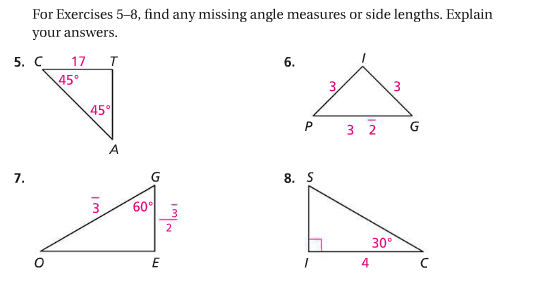 For Exercises 5–8, find any missing angle measures or side lengths. Explain
your answers.
5. C 17 T
45°
45°
A
6. I
3 3
P 3 2̅ G
7. G
3̅ 60° 3̅/2
O E
8. S
30°
I 4 C